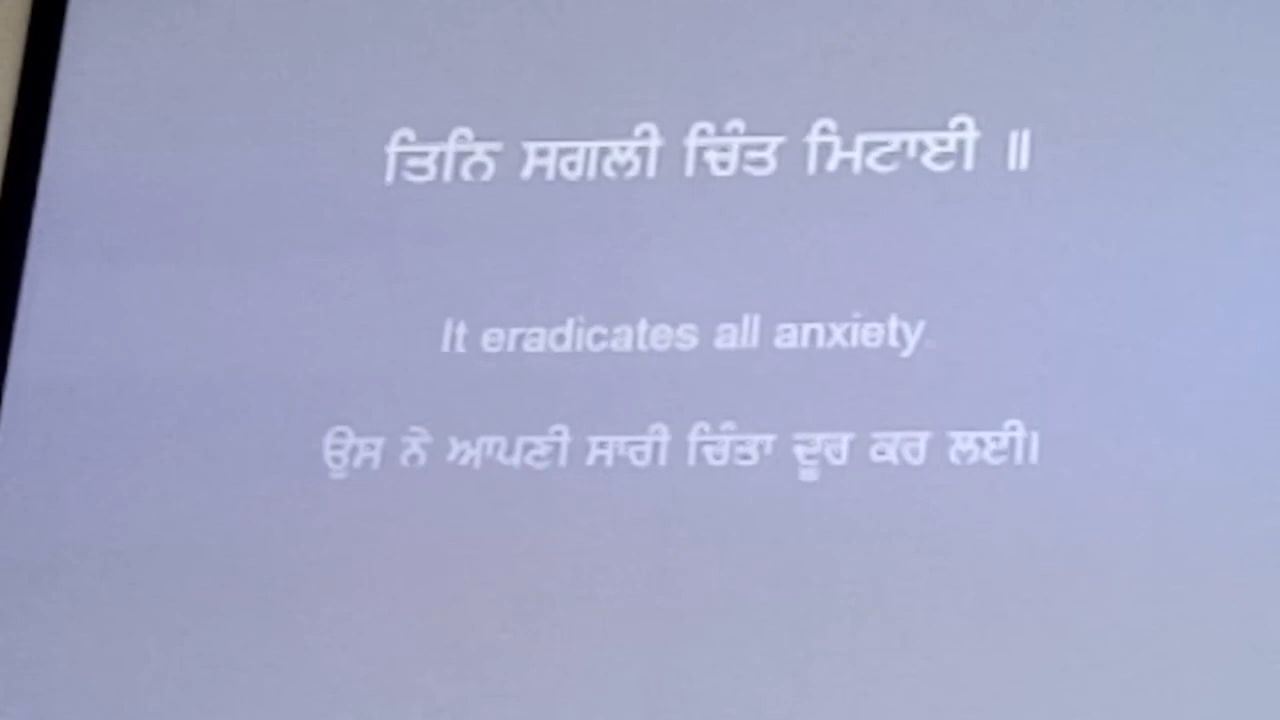 ਤਿਨਿ ਸਗਲੀ ਚਿੰਤ ਮਿਟਾਈ ॥
It eradicates all anxiety.
ਉਸ ਨੇ ਆਪਣੀ ਸਾਰੀ ਚਿੰਤਾ ਦੂਰ ਕਰ ਲਈ।